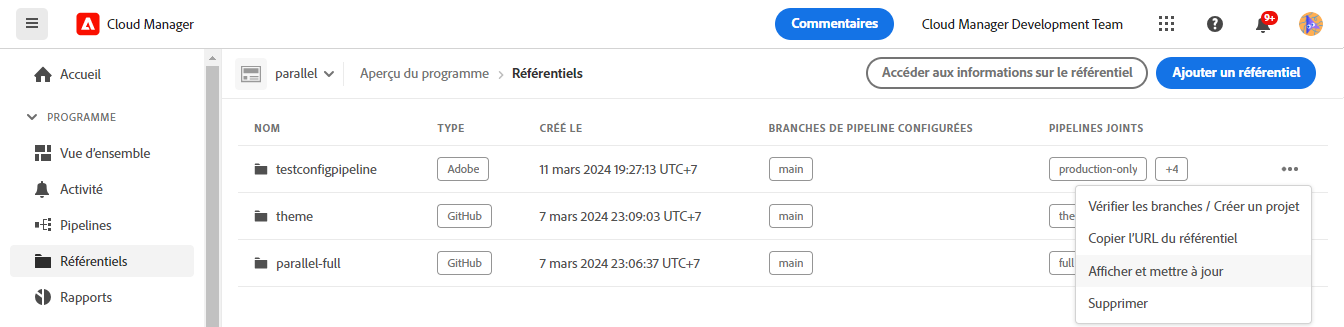 Cloud Manager
Commentaires
Cloud Manager Development Team
9+
Accueil
PROGRAMME
Vue d'ensemble
Activité
Pipelines
Référentiels
Rapports
parallel
Aperçu du programme > Référentiels
Accéder aux informations sur le référentiel
Ajouter un référentiel
NOM TYPE CRÉÉ LE BRANCHES DE PIPELINE CONFIGURÉES PIPELINES JOINTS
testconfigpipeline Adobe 11 mars 2024 19:27:13 UTC+7 main production-only +4
theme GitHub 7 mars 2024 23:09:03 UTC+7 main the
parallel-full GitHub 7 mars 2024 23:06:37 UTC+7 main full
Vérifier les branches / Créer un projet
Copier l'URL du référentiel
Afficher et mettre à jour
Supprimer